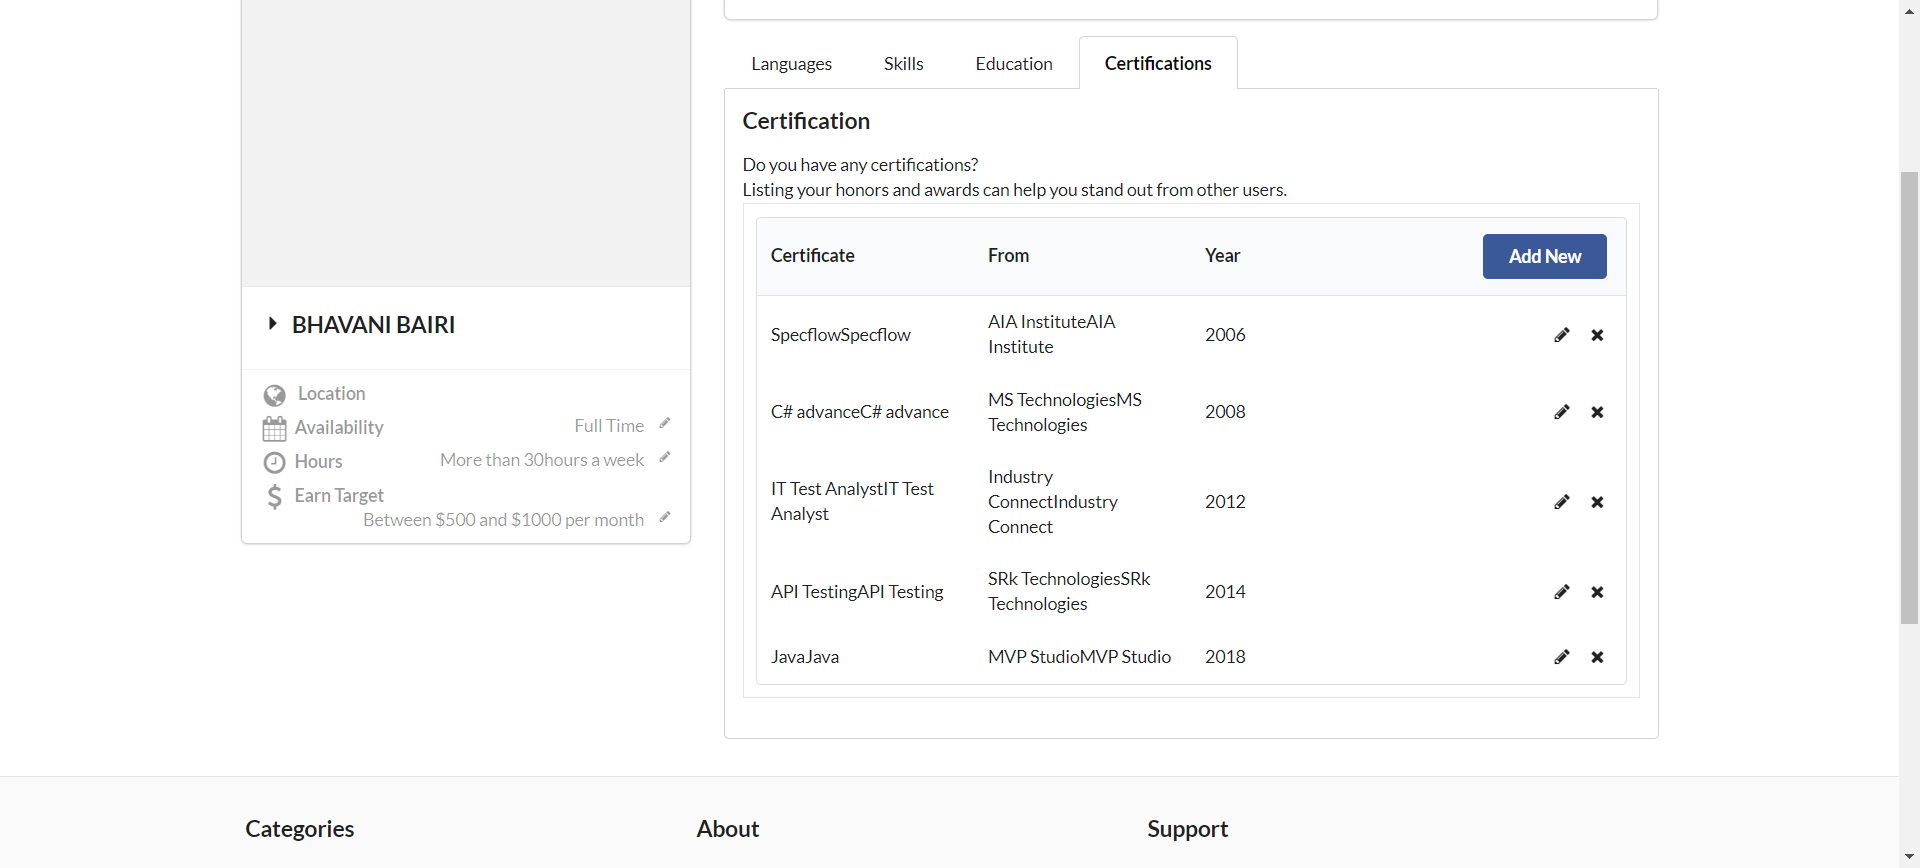 BHAVANI BAIRI
Location
Availability
Full Time
Hours
More than 30hours a week
Earn Target
Between $500 and $1000 per month
Languages
Skills
Education
Certifications
Certification
Do you have any certifications?
Listing your honors and awards can help you stand out from other users.
Certificate From Year Add New
SpecflowSpecflow
AIA InstituteAIA
Institute
2006
C# advanceC# advance
MS TechnologiesMS
Technologies
2008
IT Test AnalystIT Test
Analyst
Industry
ConnectIndustry
Connect
2012
API TestingAPI Testing
SRk TechnologiesSRk
Technologies
2014
JavaJava
MVP StudioMVP Studio
2018
Categories
About
Support